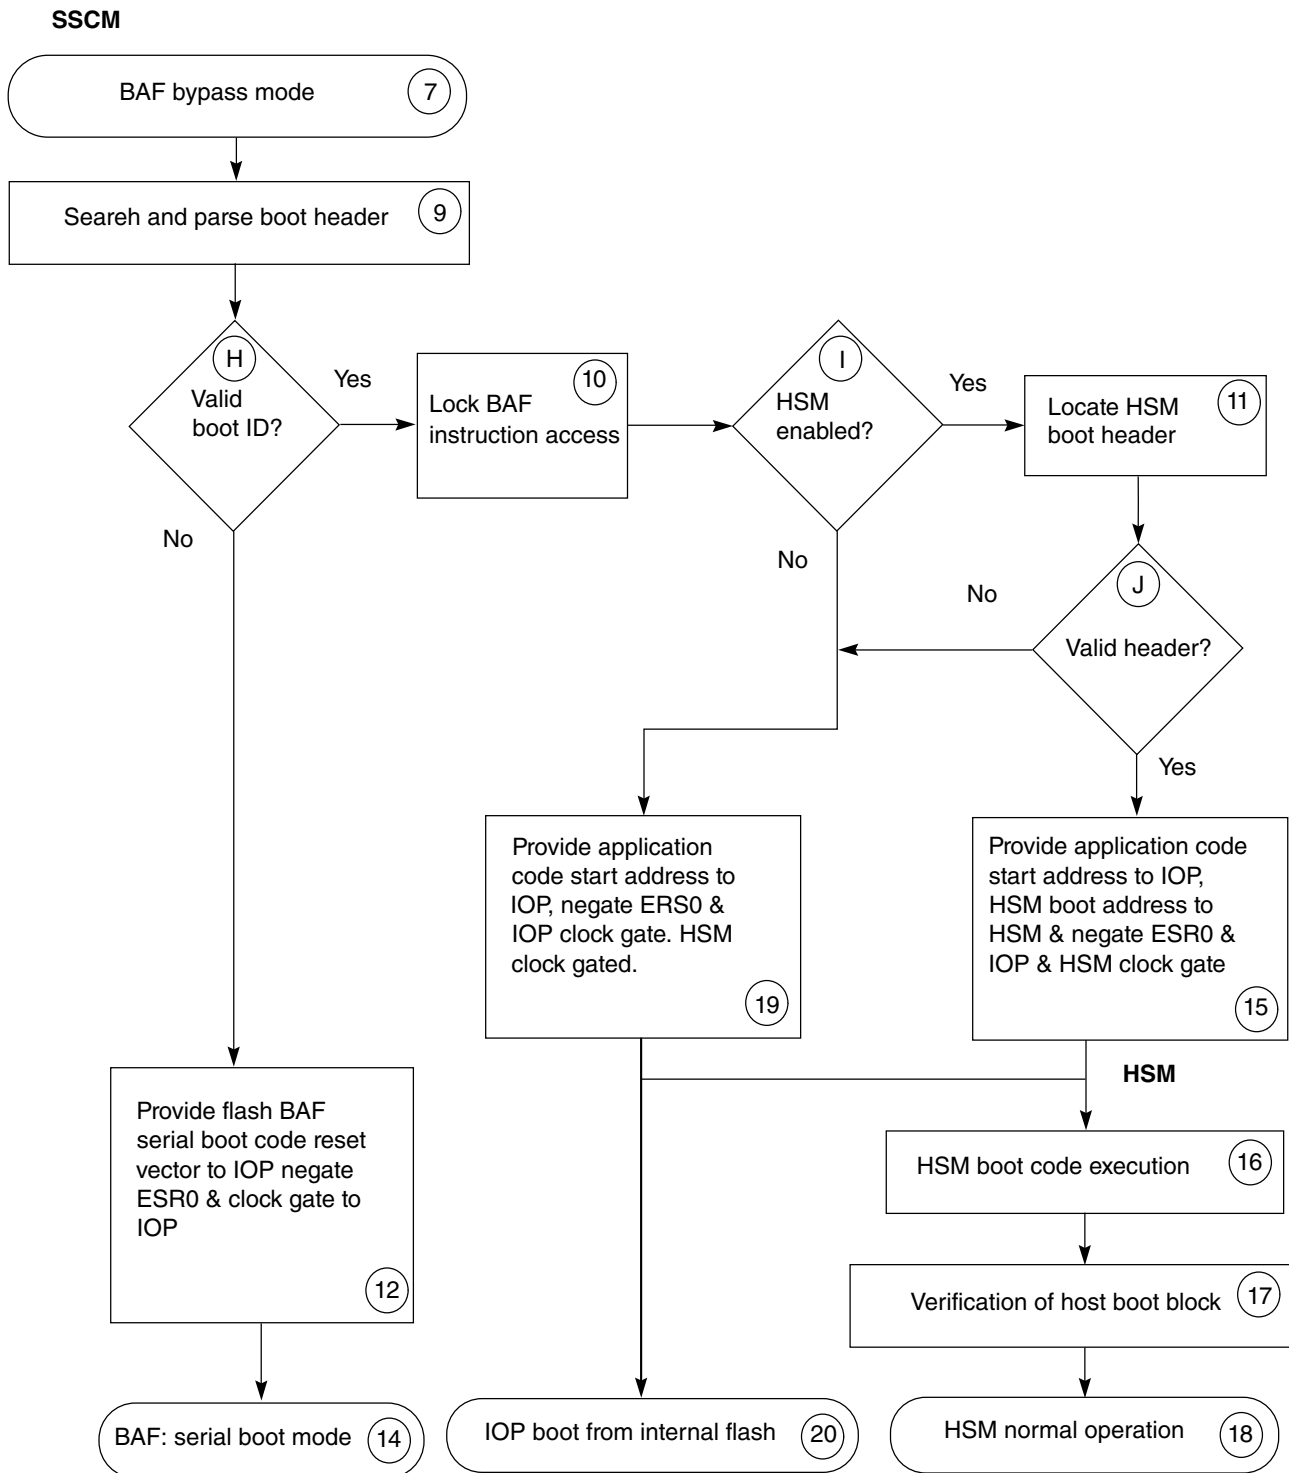 SSCM
BAF bypass mode 7
Seareh and parse boot header 9
H
Valid
boot ID?
Yes
No
10
Lock BAF
instruction access
I
HSM
enabled?
Yes
No
11
Locate HSM
boot header
J
Valid header?
No
Yes
Provide application
code start address to
IOP, negate ERS0 &
IOP clock gate. HSM
clock gated.
19
Provide application code
start address to IOP,
HSM boot address to
HSM & negate ESR0 &
IOP & HSM clock gate
15
HSM
Provide flash BAF
serial boot code reset
vector to IOP negate
ESR0 & clock gate to
IOP
12
HSM boot code execution 16
Verification of host boot block 17
BAF: serial boot mode 14
IOP boot from internal flash 20
HSM normal operation 18